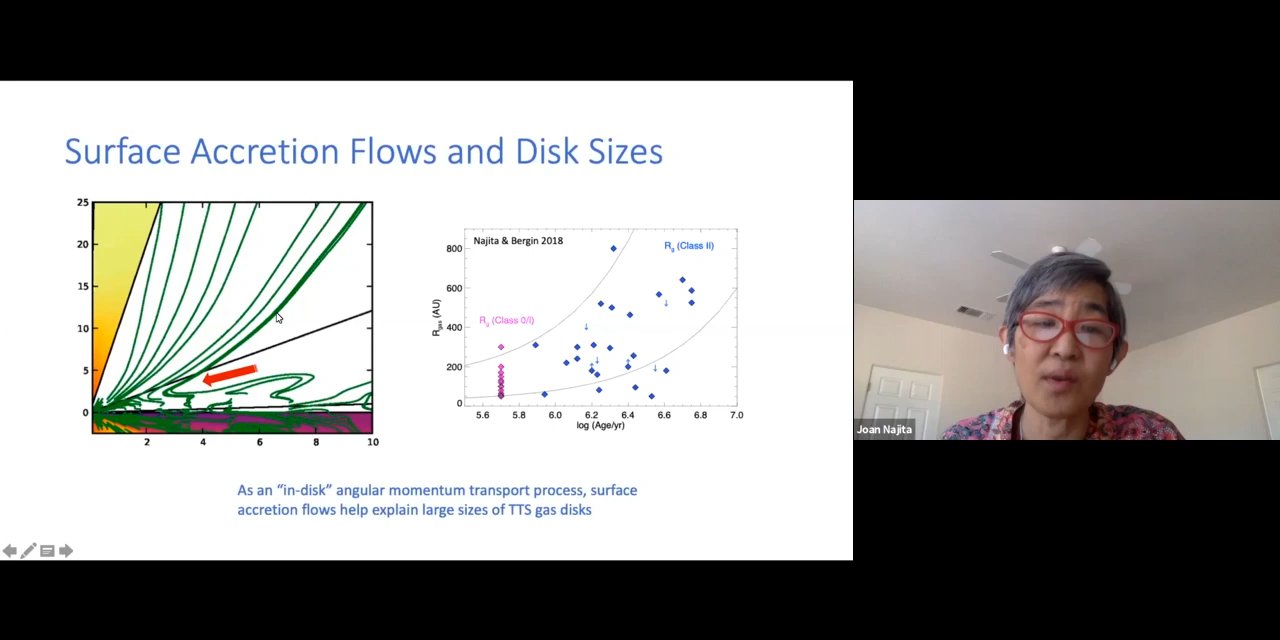 Surface Accretion Flows and Disk Sizes
25
20
15
10
5
0
2
4
6
8
10
Najita & Bergin 2018
Rg (Class II)
Rg (Class 0/I)
Rgas (AU)
800
600
400
200
0
5.6
5.8
6.0
6.2
6.4
6.6
6.8
7.0
log (Age/yr)
As an “in-disk” angular momentum transport process, surface
accretion flows help explain large sizes of TTS gas disks
Joan Najita